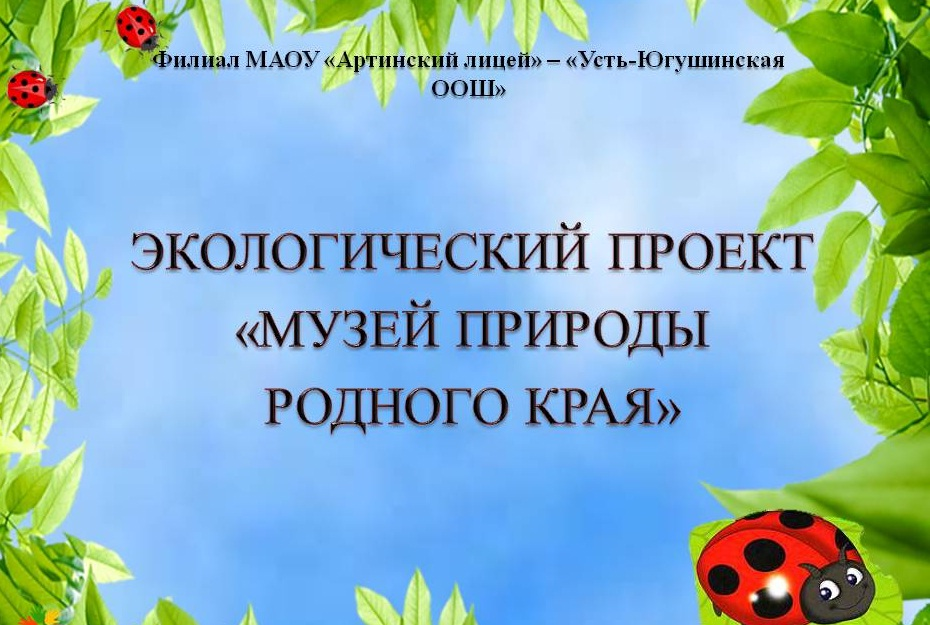 Филиал МАОУ «Артинский лицей» – «Усть-Югушинская
ООШ»
ЭКОЛОГИЧЕСКИЙ ПРОЕКТ
«МУЗЕЙ ПРИРОДЫ
РОДНОГО КРАЯ»